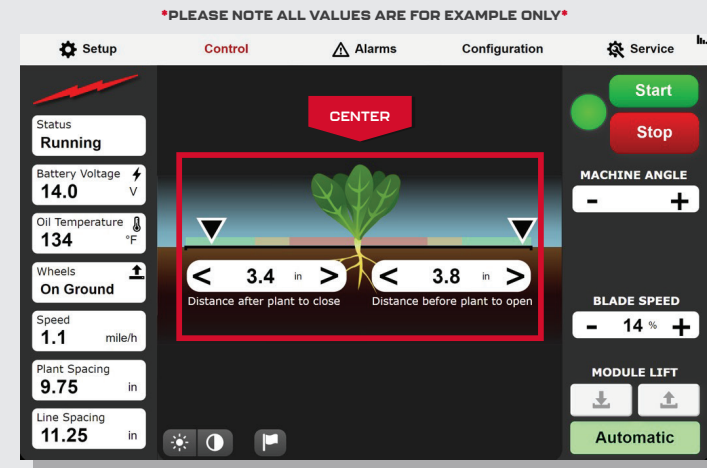 *PLEASE NOTE ALL VALUES ARE FOR EXAMPLE ONLY*
Setup
Control
Alarms
Configuration
Service
Status
Running
Battery Voltage
14.0 V
Oil Temperature
134 °F
Wheels
On Ground
Speed
1.1 mile/h
Plant Spacing
9.75 in
Line Spacing
11.25 in
CENTER
< 3.4 in >
Distance after plant to close
< 3.8 in >
Distance before plant to open
Start
Stop
MACHINE ANGLE
- +
BLADE SPEED
- 14 % +
MODULE LIFT
Automatic